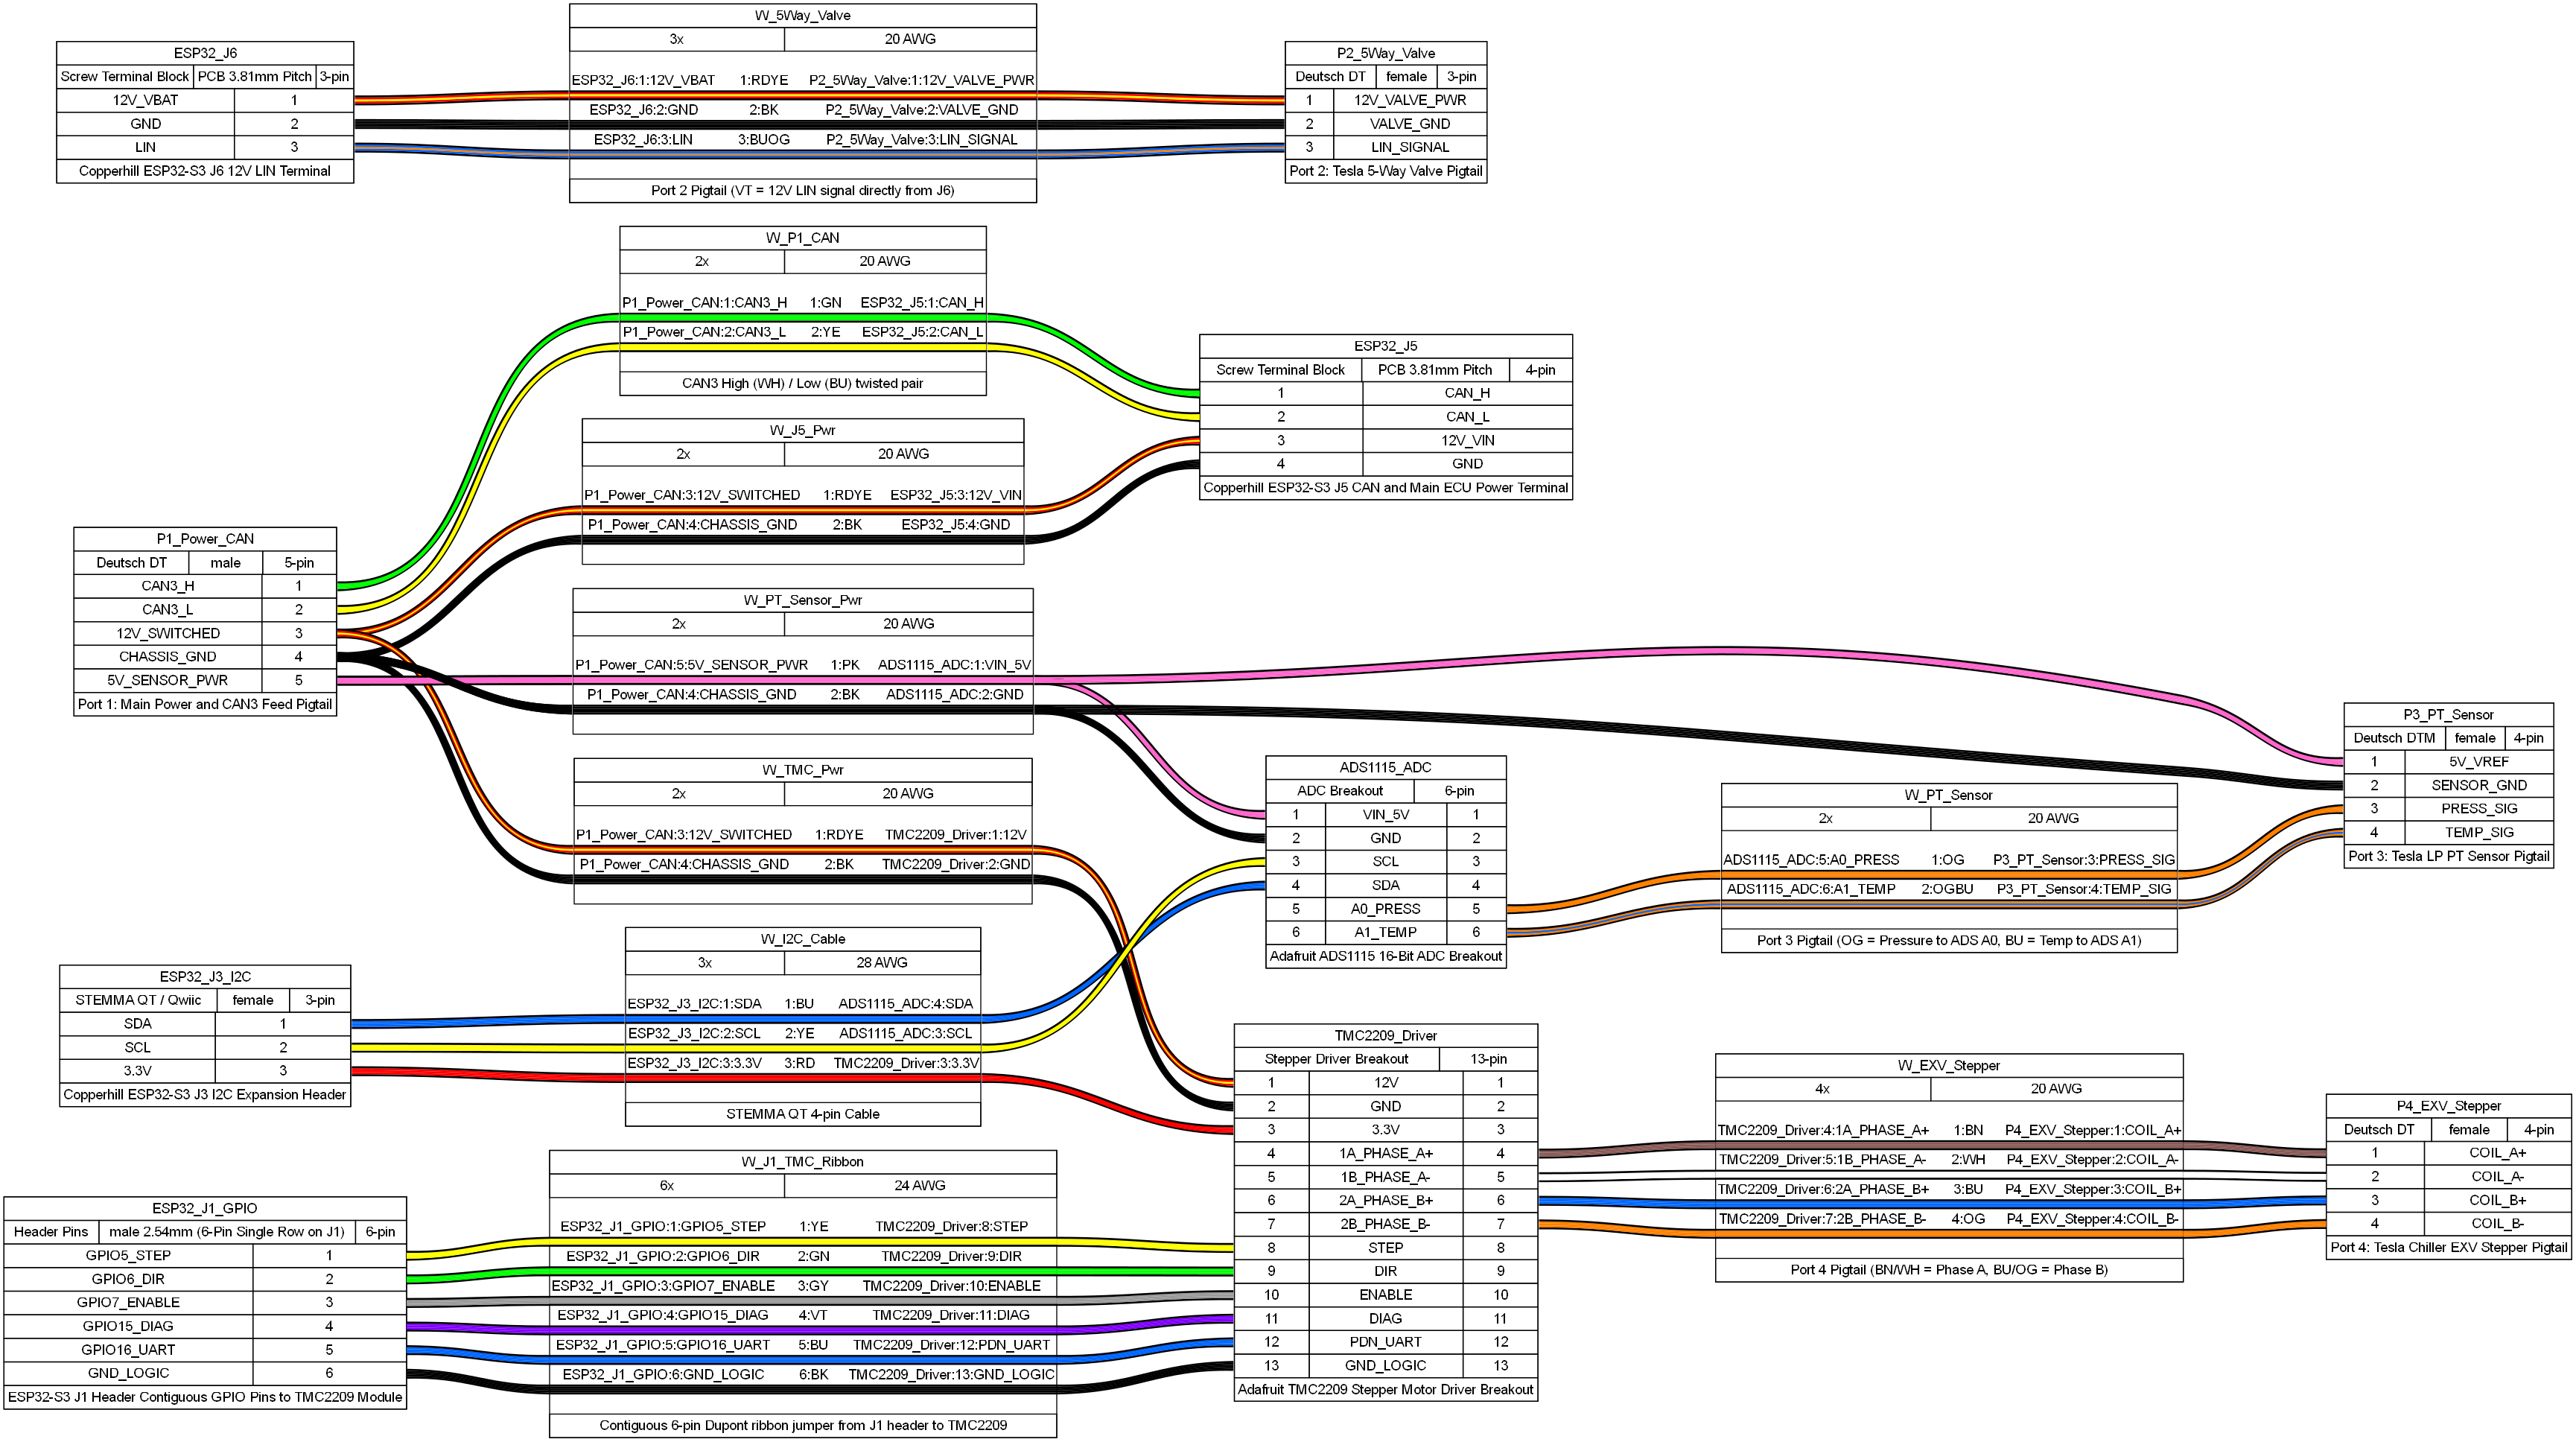 W_5Way_Valve
3x 20 AWG
ESP32_J6:1:12V_VBAT 1:RDYE P2_5Way_Valve:1:12V_VALVE_PWR
ESP32_J6:2:GND 2:BK P2_5Way_Valve:2:VALVE_GND
ESP32_J6:3:LIN 3:BUOG P2_5Way_Valve:3:LIN_SIGNAL
Port 2 Pigtail (VT = 12V LIN signal directly from J6)
ESP32_J6
Screw Terminal Block PCB 3.81mm Pitch 3-pin
12V_VBAT 1
GND 2
LIN 3
Copperhill ESP32-S3 J6 12V LIN Terminal
P2_5Way_Valve
Deutsch DT female 3-pin
1 12V_VALVE_PWR
2 VALVE_GND
3 LIN_SIGNAL
Port 2: Tesla 5-Way Valve Pigtail
W_P1_CAN
2x 20 AWG
P1_Power_CAN:1:CAN3_H 1:GN ESP32_J5:1:CAN_H
P1_Power_CAN:2:CAN3_L 2:YE ESP32_J5:2:CAN_L
CAN3 High (WH) / Low (BU) twisted pair
ESP32_J5
Screw Terminal Block PCB 3.81mm Pitch 4-pin
1 CAN_H
2 CAN_L
3 12V_VIN
4 GND
Copperhill ESP32-S3 J5 CAN and Main ECU Power Terminal
W_J5_Pwr
2x 20 AWG
P1_Power_CAN:3:12V_SWITCHED 1:RDYE ESP32_J5:3:12V_VIN
P1_Power_CAN:4:CHASSIS_GND 2:BK ESP32_J5:4:GND
P1_Power_CAN
Deutsch DT male 5-pin
CAN3_H 1
CAN3_L 2
12V_SWITCHED 3
CHASSIS_GND 4
5V_SENSOR_PWR 5
Port 1: Main Power and CAN3 Feed Pigtail
W_PT_Sensor_Pwr
2x 20 AWG
P1_Power_CAN:5:5V_SENSOR_PWR 1:PK ADS1115_ADC:1:VIN_5V
P1_Power_CAN:4:CHASSIS_GND 2:BK ADS1115_ADC:2:GND
P3_PT_Sensor
Deutsch DTM female 4-pin
1 5V_VREF
2 SENSOR_GND
3 PRESS_SIG
4 TEMP_SIG
Port 3: Tesla LP PT Sensor Pigtail
W_TMC_Pwr
2x 20 AWG
P1_Power_CAN:3:12V_SWITCHED 1:RDYE TMC2209_Driver:1:12V
P1_Power_CAN:4:CHASSIS_GND 2:BK TMC2209_Driver:2:GND
ADS1115_ADC
ADC Breakout 6-pin
1 VIN_5V 1
2 GND 2
3 SCL 3
4 SDA 4
5 A0_PRESS 5
6 A1_TEMP 6
Adafruit ADS1115 16-Bit ADC Breakout
W_PT_Sensor
2x 20 AWG
ADS1115_ADC:5:A0_PRESS 1:OG P3_PT_Sensor:3:PRESS_SIG
ADS1115_ADC:6:A1_TEMP 2:OGBU P3_PT_Sensor:4:TEMP_SIG
Port 3 Pigtail (OG = Pressure to ADS A0, BU = Temp to ADS A1)
W_I2C_Cable
3x 28 AWG
ESP32_J3_I2C:1:SDA 1:BU ADS1115_ADC:4:SDA
ESP32_J3_I2C:2:SCL 2:YE ADS1115_ADC:3:SCL
ESP32_J3_I2C:3:3.3V 3:RD TMC2209_Driver:3:3.3V
STEMMA QT 4-pin Cable
ESP32_J3_I2C
STEMMA QT / Qwiic female 3-pin
SDA 1
SCL 2
3.3V 3
Copperhill ESP32-S3 J3 I2C Expansion Header
TMC2209_Driver
Stepper Driver Breakout 13-pin
1 12V 1
2 GND 2
3 3.3V 3
4 1A_PHASE_A+ 4
5 1B_PHASE_A- 5
6 2A_PHASE_B+ 6
7 2B_PHASE_B- 7
8 STEP 8
9 DIR 9
10 ENABLE 10
11 DIAG 11
12 PDN_UART 12
13 GND_LOGIC 13
Adafruit TMC2209 Stepper Motor Driver Breakout
W_EXV_Stepper
4x 20 AWG
TMC2209_Driver:4:1A_PHASE_A+ 1:BN P4_EXV_Stepper:1:COIL_A+
TMC2209_Driver:5:1B_PHASE_A- 2:WH P4_EXV_Stepper:2:COIL_A-
TMC2209_Driver:6:2A_PHASE_B+ 3:BU P4_EXV_Stepper:3:COIL_B+
TMC2209_Driver:7:2B_PHASE_B- 4:OG P4_EXV_Stepper:4:COIL_B-
Port 4 Pigtail (BN/WH = Phase A, BU/OG = Phase B)
P4_EXV_Stepper
Deutsch DT female 4-pin
1 COIL_A+
2 COIL_A-
3 COIL_B+
4 COIL_B-
Port 4: Tesla Chiller EXV Stepper Pigtail
W_J1_TMC_Ribbon
6x 24 AWG
ESP32_J1_GPIO:1:GPIO5_STEP 1:YE TMC2209_Driver:8:STEP
ESP32_J1_GPIO:2:GPIO6_DIR 2:GN TMC2209_Driver:9:DIR
ESP32_J1_GPIO:3:GPIO7_ENABLE 3:GY TMC2209_Driver:10:ENABLE
ESP32_J1_GPIO:4:GPIO15_DIAG 4:VT TMC2209_Driver:11:DIAG
ESP32_J1_GPIO:5:GPIO16_UART 5:BU TMC2209_Driver:12:PDN_UART
ESP32_J1_GPIO:6:GND_LOGIC 6:BK TMC2209_Driver:13:GND_LOGIC
Contiguous 6-pin Dupont ribbon jumper from J1 header to TMC2209
ESP32_J1_GPIO
Header Pins male 2.54mm (6-Pin Single Row on J1) 6-pin
GPIO5_STEP 1
GPIO6_DIR 2
GPIO7_ENABLE 3
GPIO15_DIAG 4
GPIO16_UART 5
GND_LOGIC 6
ESP32-S3 J1 Header Contiguous GPIO Pins to TMC2209 Module